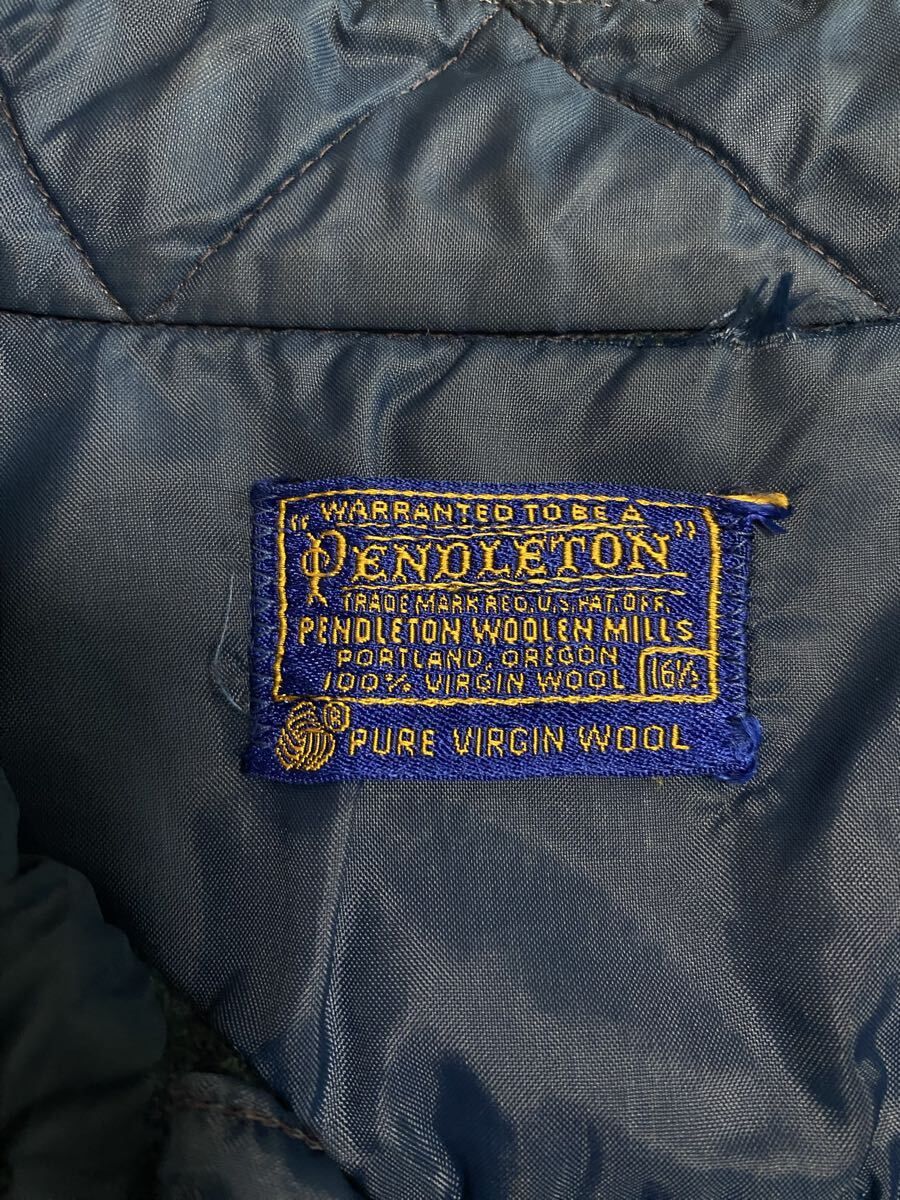 WARRANTED TO BE A
"PENDLETON"
TRADE MARK REG. U.S. PAT. OFF.
PENDLETON WOOLEN MILLS
PORTLAND, OREGON
100% VIRGIN WOOL 16½
® PURE VIRGIN WOOL